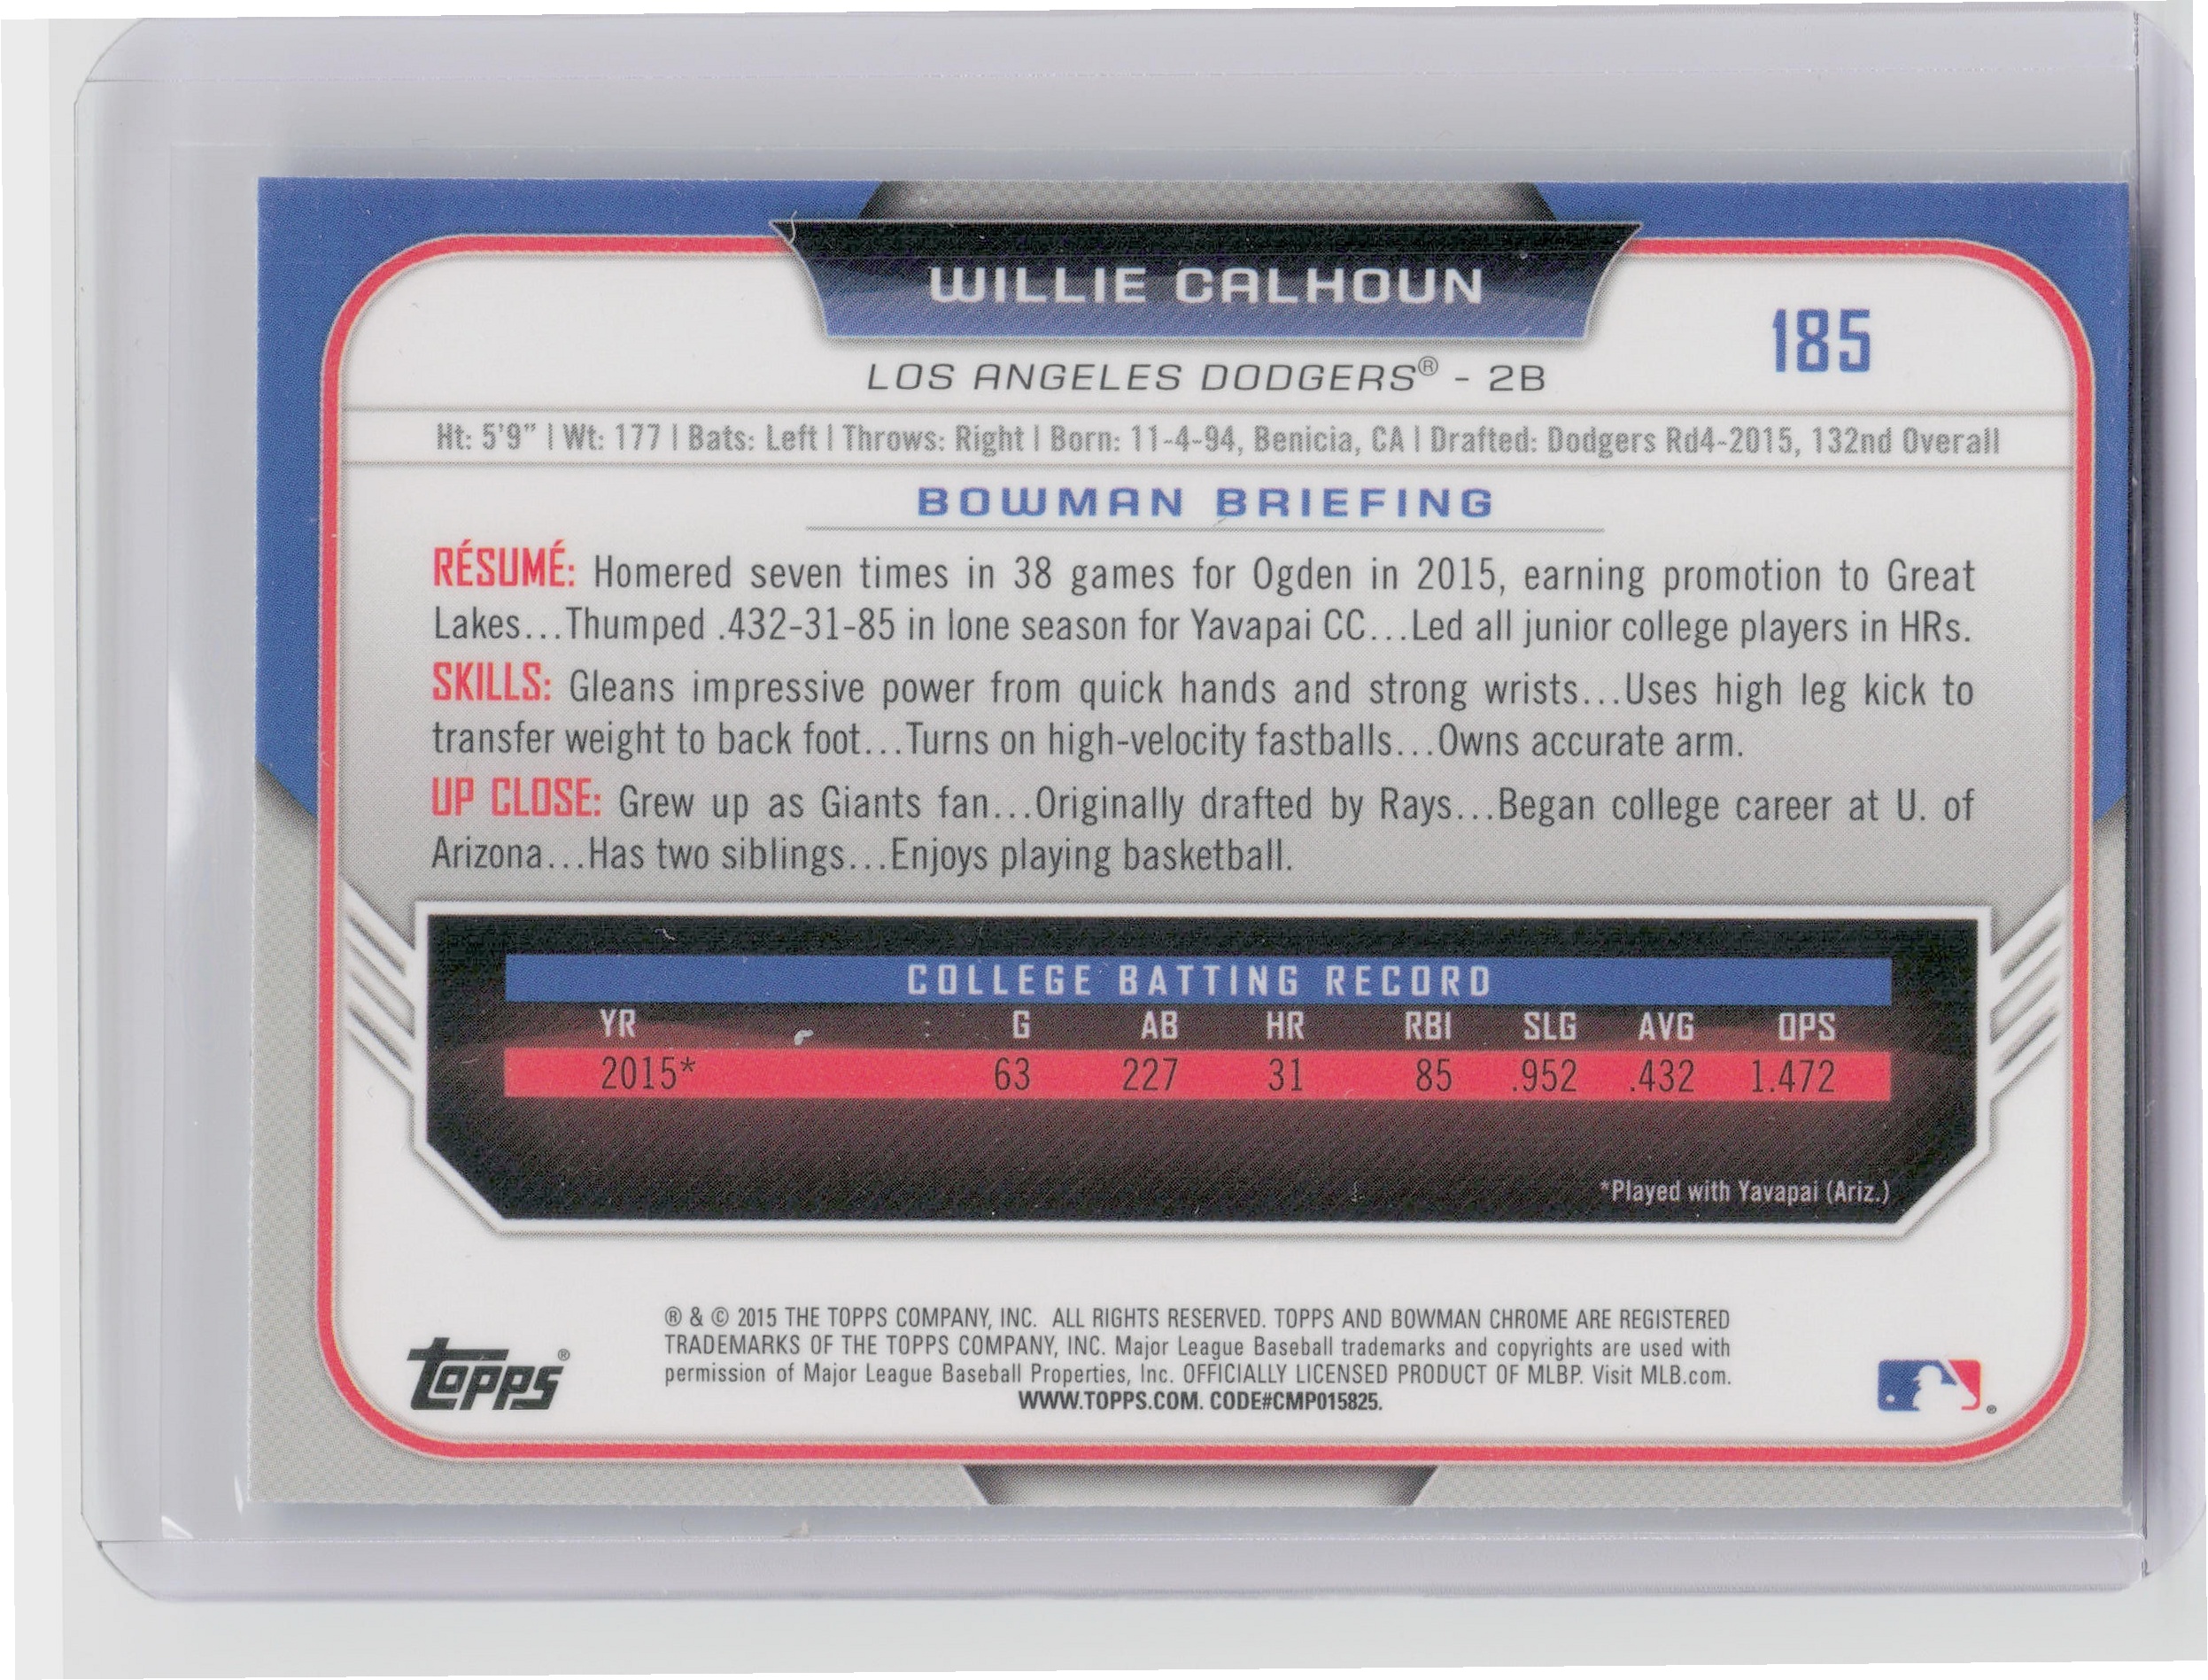 WILLIE CALHOUN
185
LOS ANGELES DODGERS® - 2B
Ht: 5'9" | Wt: 177 | Bats: Left | Throws: Right | Born: 11-4-94, Benicia, CA | Drafted: Dodgers Rd4-2015, 132nd Overall
BOWMAN BRIEFING
RÉSUMÉ: Homered seven times in 38 games for Ogden in 2015, earning promotion to Great
Lakes...Thumped .432-31-85 in lone season for Yavapai CC...Led all junior college players in HRs.
SKILLS: Gleans impressive power from quick hands and strong wrists...Uses high leg kick to
transfer weight to back foot...Turns on high-velocity fastballs...Owns accurate arm.
UP CLOSE: Grew up as Giants fan...Originally drafted by Rays...Began college career at U. of
Arizona...Has two siblings...Enjoys playing basketball.
COLLEGE BATTING RECORD
YR G AB HR RBI SLG AVG OPS
2015* 63 227 31 85 .952 .432 1.472
*Played with Yavapai (Ariz.)
® & © 2015 THE TOPPS COMPANY, INC. ALL RIGHTS RESERVED. TOPPS AND BOWMAN CHROME ARE REGISTERED
TRADEMARKS OF THE TOPPS COMPANY, INC. Major League Baseball trademarks and copyrights are used with
permission of Major League Baseball Properties, Inc. OFFICIALLY LICENSED PRODUCT OF MLBP. Visit MLB.com.
WWW.TOPPS.COM. CODE#CMP015825.
topps®